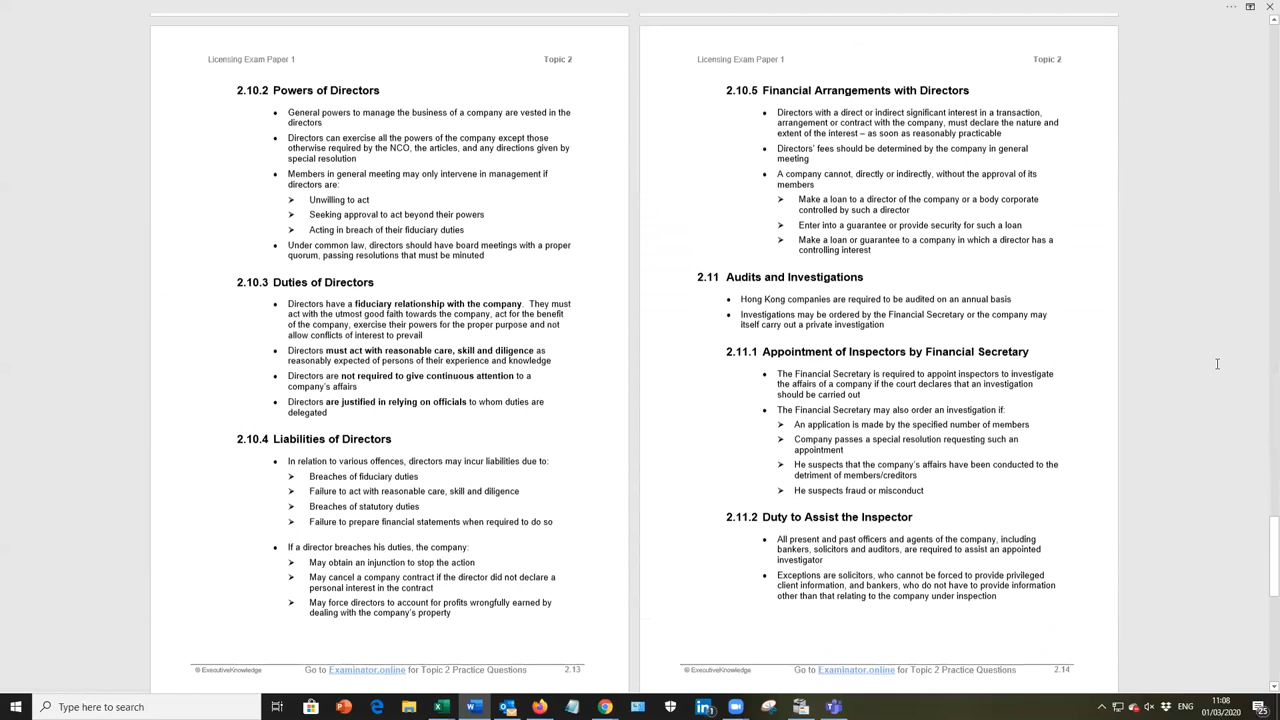 Licensing Exam Paper 1 Topic 2
2.10.2 Powers of Directors
• General powers to manage the business of a company are vested in the
directors
• Directors can exercise all the powers of the company except those
otherwise required by the NCO, the articles, and any directions given by
special resolution
• Members in general meeting may only intervene in management if
directors are:
➤ Unwilling to act
➤ Seeking approval to act beyond their powers
➤ Acting in breach of their fiduciary duties
• Under common law, directors should have board meetings with a proper
quorum, passing resolutions that must be minuted
2.10.3 Duties of Directors
• Directors have a fiduciary relationship with the company. They must
act with the utmost good faith towards the company, act for the benefit
of the company, exercise their powers for the proper purpose and not
allow conflicts of interest to prevail
• Directors must act with reasonable care, skill and diligence as
reasonably expected of persons of their experience and knowledge
• Directors are not required to give continuous attention to a
company's affairs
• Directors are justified in relying on officials to whom duties are
delegated
2.10.4 Liabilities of Directors
• In relation to various offences, directors may incur liabilities due to:
➤ Breaches of fiduciary duties
➤ Failure to act with reasonable care, skill and diligence
➤ Breaches of statutory duties
➤ Failure to prepare financial statements when required to do so
• If a director breaches his duties, the company:
➤ May obtain an injunction to stop the action
➤ May cancel a company contract if the director did not declare a
personal interest in the contract
➤ May force directors to account for profits wrongfully earned by
dealing with the company's property
© ExecutiveKnowledge Go to Examinator.online for Topic 2 Practice Questions 2.13
Licensing Exam Paper 1 Topic 2
2.10.5 Financial Arrangements with Directors
• Directors with a direct or indirect significant interest in a transaction,
arrangement or contract with the company, must declare the nature and
extent of the interest – as soon as reasonably practicable
• Directors' fees should be determined by the company in general
meeting
• A company cannot, directly or indirectly, without the approval of its
members
➤ Make a loan to a director of the company or a body corporate
controlled by such a director
➤ Enter into a guarantee or provide security for such a loan
➤ Make a loan or guarantee to a company in which a director has a
controlling interest
2.11 Audits and Investigations
• Hong Kong companies are required to be audited on an annual basis
• Investigations may be ordered by the Financial Secretary or the company may
itself carry out a private investigation
2.11.1 Appointment of Inspectors by Financial Secretary
• The Financial Secretary is required to appoint inspectors to investigate
the affairs of a company if the court declares that an investigation
should be carried out
• The Financial Secretary may also order an investigation if:
➤ An application is made by the specified number of members
➤ Company passes a special resolution requesting such an
appointment
➤ He suspects that the company's affairs have been conducted to the
detriment of members/creditors
➤ He suspects fraud or misconduct
2.11.2 Duty to Assist the Inspector
• All present and past officers and agents of the company, including
bankers, solicitors and auditors, are required to assist an appointed
investigator
• Exceptions are solicitors, who cannot be forced to provide privileged
client information, and bankers, who do not have to provide information
other than that relating to the company under inspection
© ExecutiveKnowledge Go to Examinator.online for Topic 2 Practice Questions 2.14
Type here to search
11:08
01/03/2020